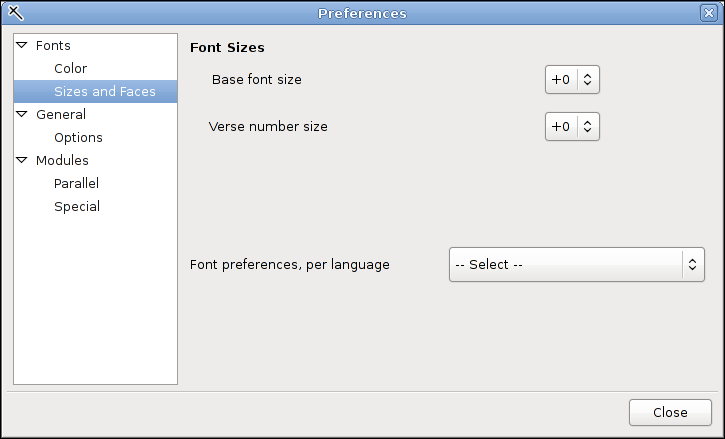 Preferences
Fonts
Color
Sizes and Faces
General
Options
Modules
Parallel
Special
Font Sizes
Base font size +0
Verse number size +0
Font preferences, per language -- Select --
Close